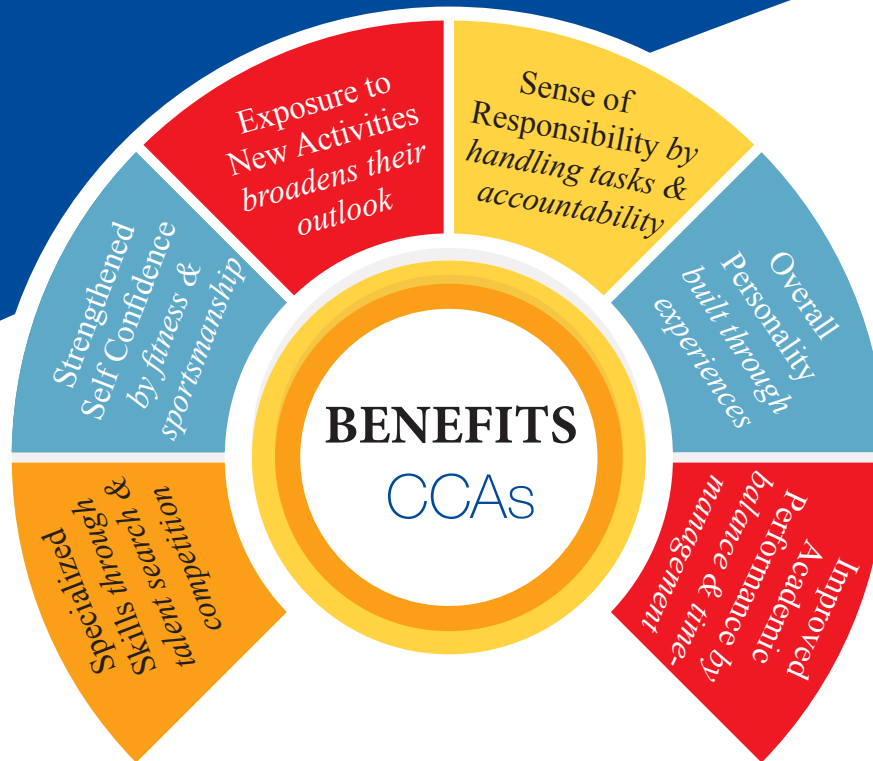 Specialized
Skills through
talent search &
competition
Strengthened
Self Confidence
by fitness &
sportsmanship
Exposure to
New Activities
broadens their
outlook
Sense of
Responsibility by
handling tasks &
accountability
Overall
Personality
built through
experiences
Improved
Academic
Performance by
balance & time-
management
BENEFITS
CCAs